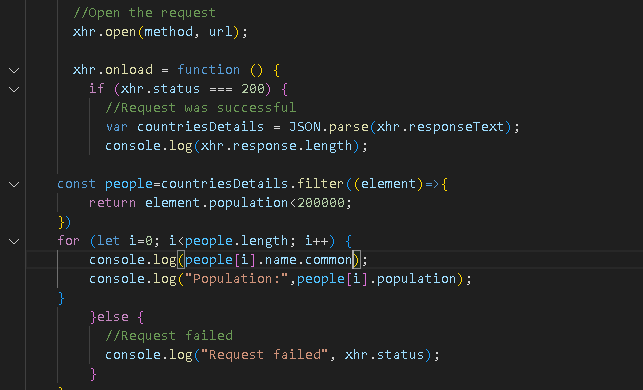 //Open the request
xhr.open(method, url);
xhr.onload = function () {
if (xhr.status === 200) {
//Request was successful
var countriesDetails = JSON.parse(xhr.responseText);
console.log(xhr.response.length);
const people=countriesDetails.filter((element)=>{
return element.population<200000;
})
for (let i=0; i<people.length; i++) {
console.log(people[i].name.common);
console.log("Population:",people[i].population);
}
}else {
//Request failed
console.log("Request failed", xhr.status);
}